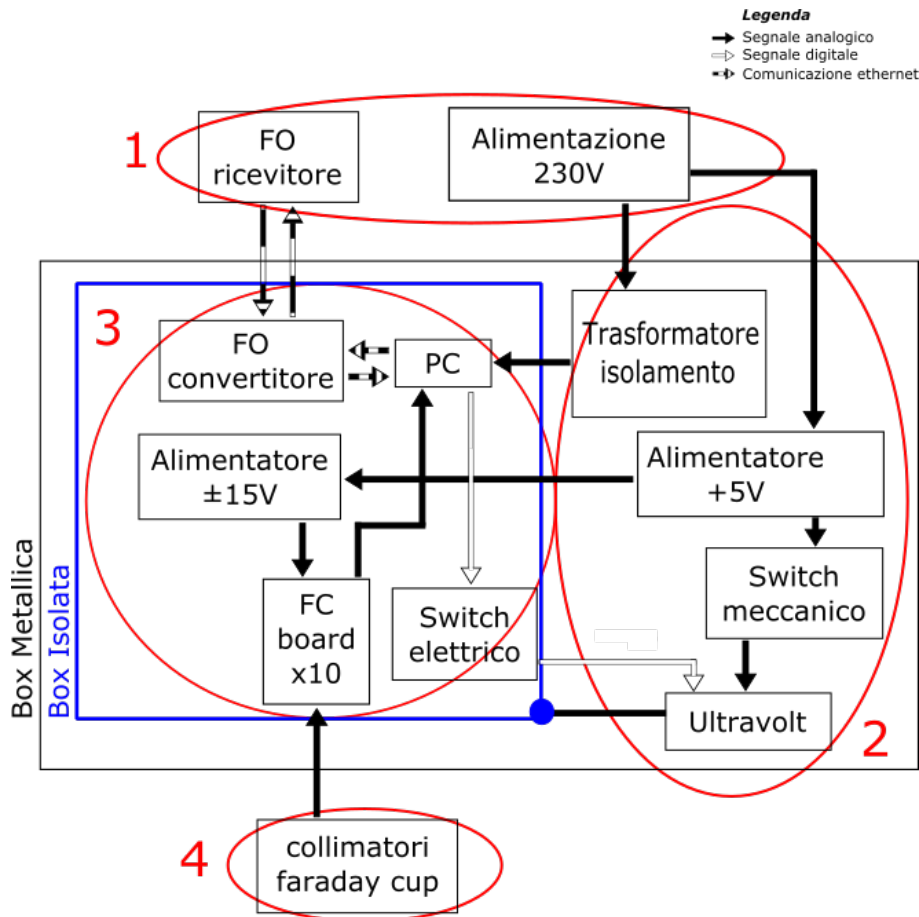 Legenda
Segnale analogico
Segnale digitale
Comunicazione ethernet
1
FO
ricevitore
Alimentazione
230V
3
FO
convertitore
PC
Trasformatore
isolamento
Alimentatore
±15V
Alimentatore
+5V
Box Metallica
Box Isolata
FC
board
x10
Switch
elettrico
Switch
meccanico
Ultravolt
2
4
collimatori
faraday cup